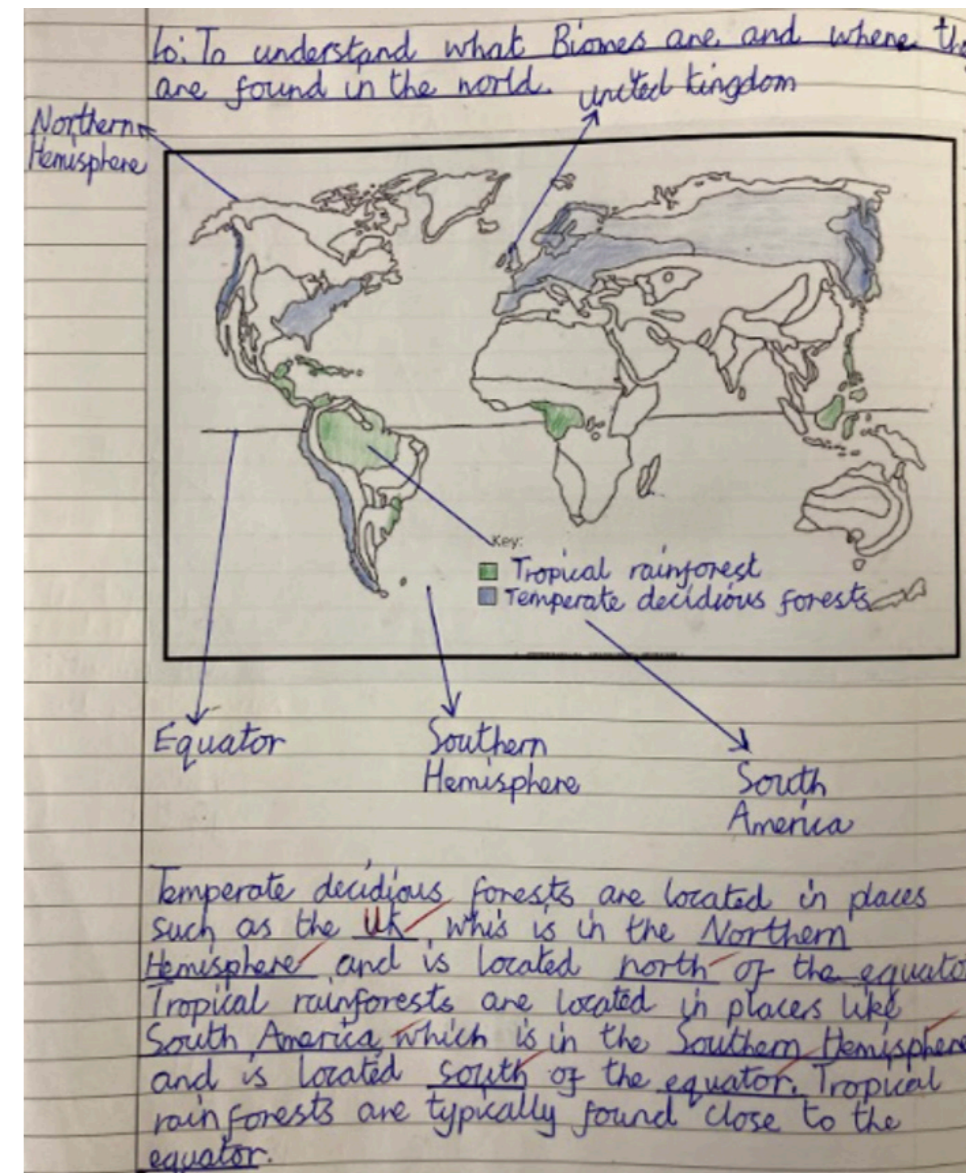 Lo: To understand what Biomes are and where the
are found in the world.
united kingdom
Northern
Hemisphere
Key:
Tropical rainforest
Temperate decidious forests
Equator
Southern
Hemisphere
South
America
Temperate decidious forests are located in places
such as the Uk whis is in the Northern
Hemisphere and is located north of the equato
Tropical rainforests are located in places like
South America which is in the Southern Hemisphere
and is located south of the equator. Tropical
rainforests are typically found close to the
equator.